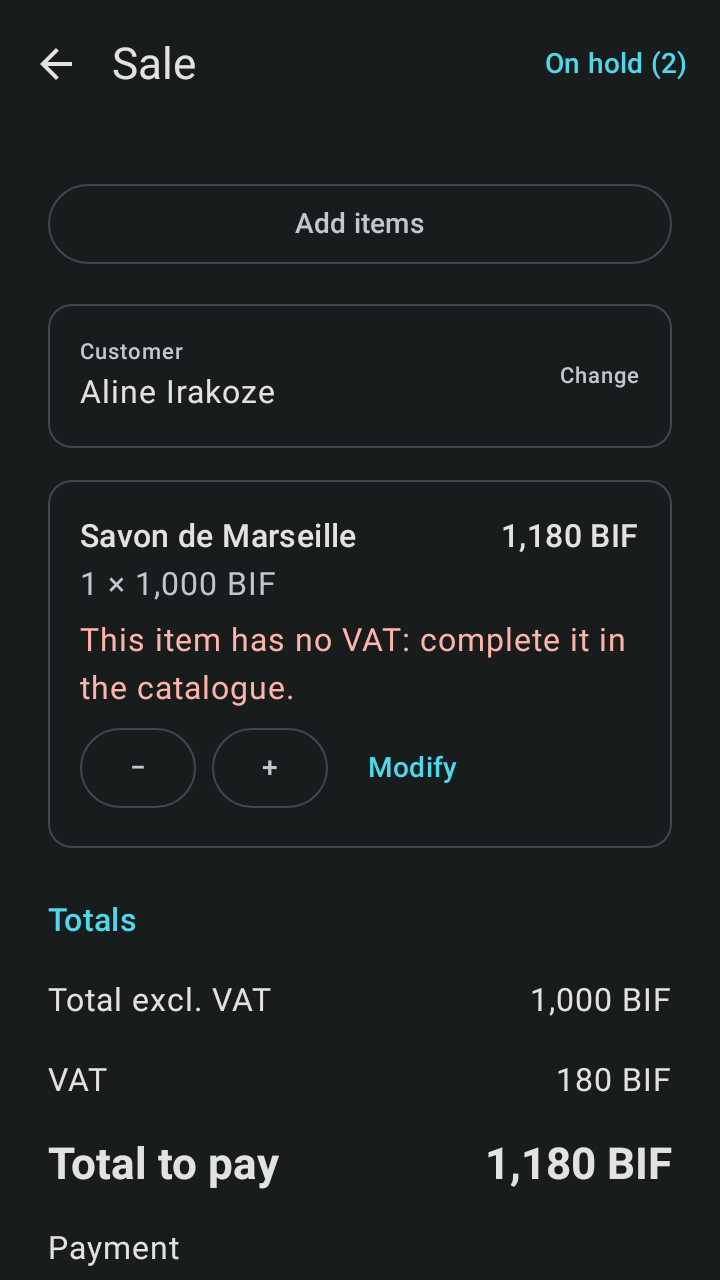 Sale
On hold (2)
Add items
Customer
Aline Irakoze
Change
Savon de Marseille
1,180 BIF
1 × 1,000 BIF
This item has no VAT: complete it in
the catalogue.
−
+
Modify
Totals
Total excl. VAT
1,000 BIF
VAT
180 BIF
Total to pay
1,180 BIF
Payment